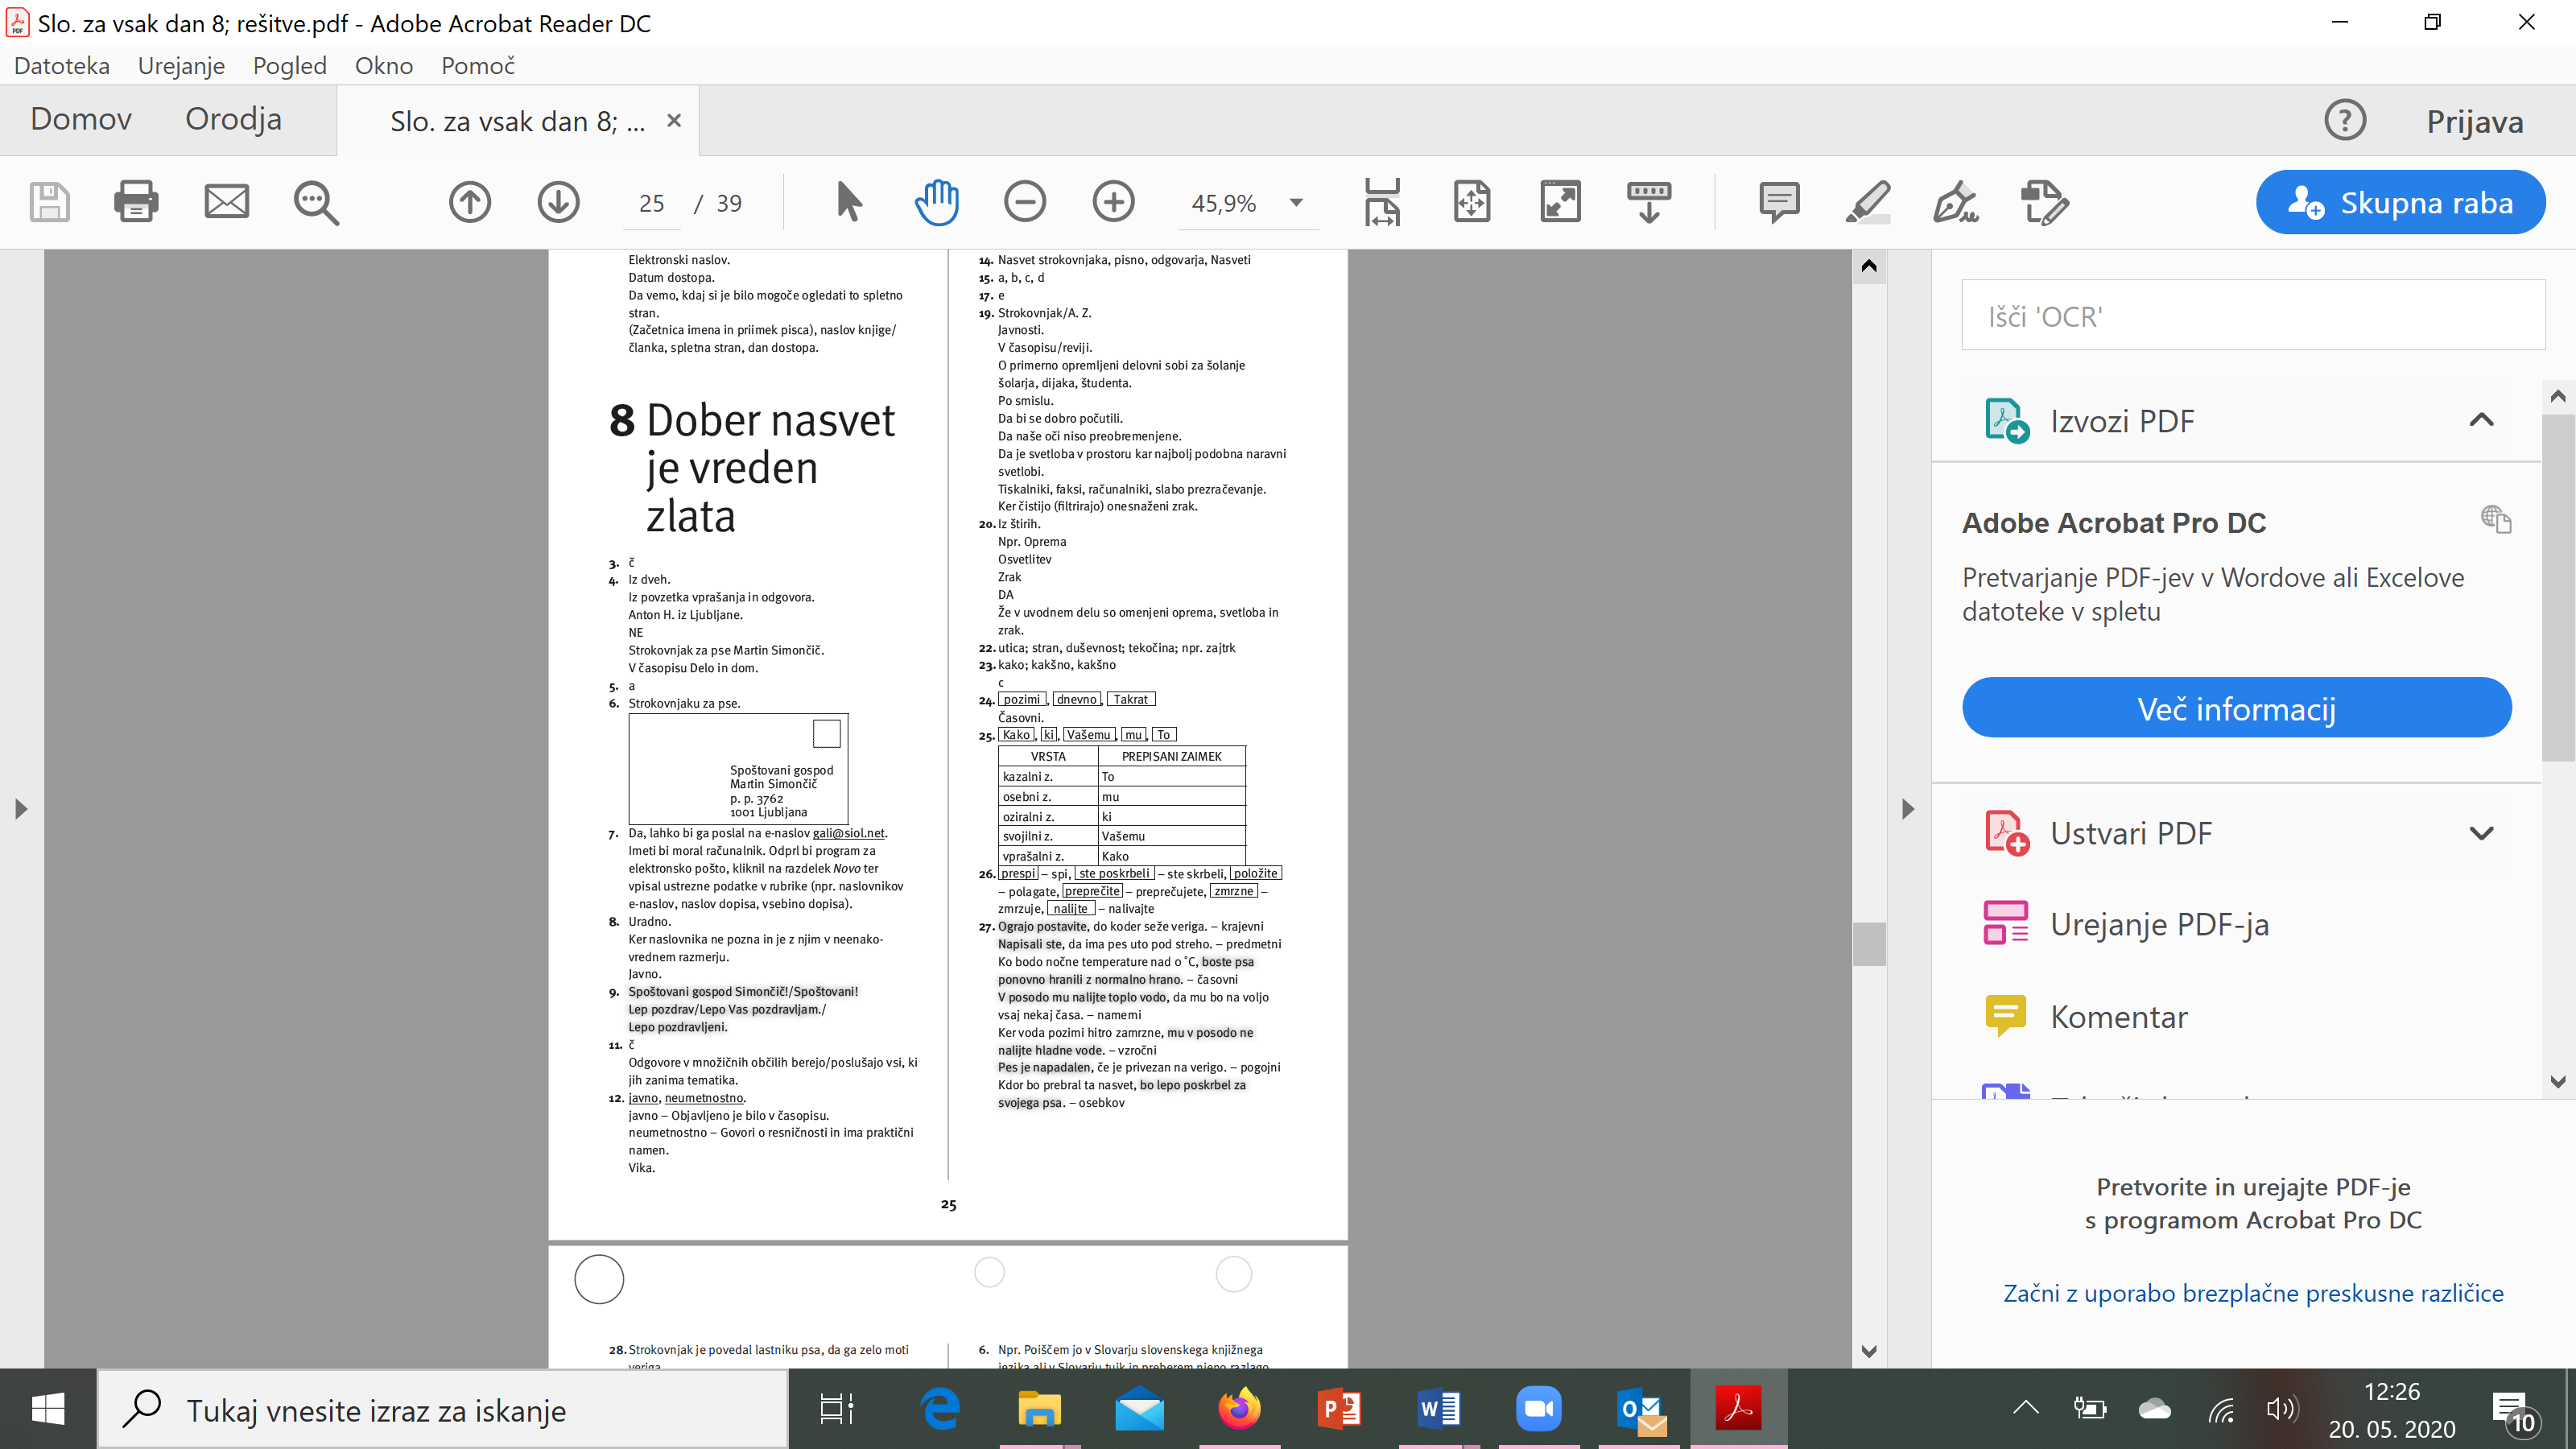 Slo. za vsak dan 8; rešitve.pdf - Adobe Acrobat Reader DC
Datoteka Urejanje Pogled Okno Pomoč
Domov Orodja Slo. za vsak dan 8; ... Prijava
25 / 39 45,9% Skupna raba
Elektronski naslov.
Datum dostopa.
Da vemo, kdaj si je bilo mogoče ogledati to spletno
stran.
(Začetnica imena in priimek pisca), naslov knjige/
članka, spletna stran, dan dostopa.
8 Dober nasvet
je vreden
zlata
3. č
4. Iz dveh.
Iz povzetka vprašanja in odgovora.
Anton H. iz Ljubljane.
NE
Strokovnjak za pse Martin Simončič.
V časopisu Delo in dom.
5. a
6. Strokovnjaku za pse.
Spoštovani gospod
Martin Simončič
p. p. 3762
1001 Ljubljana
7. Da, lahko bi ga poslal na e-naslov gali@siol.net.
Imeti bi moral računalnik. Odprl bi program za
elektronsko pošto, kliknil na razdelek Novo ter
vpisal ustrezne podatke v rubrike (npr. naslovnikov
e-naslov, naslov dopisa, vsebino dopisa).
8. Uradno.
Ker naslovnika ne pozna in je z njim v neenako-
vrednem razmerju.
Javno.
9. Spoštovani gospod Simončič!/Spoštovani!
Lep pozdrav/Lepo Vas pozdravljam./
Lepo pozdravljeni.
11. č
Odgovore v množičnih občilih berejo/poslušajo vsi, ki
jih zanima tematika.
12. javno, neumetnostno.
javno – Objavljeno je bilo v časopisu.
neumetnostno – Govori o resničnosti in ima praktični
namen.
Vika.
14. Nasvet strokovnjaka, pisno, odgovarja, Nasveti
15. a, b, c, d
17. e
19. Strokovnjak/A. Z.
Javnosti.
V časopisu/reviji.
O primerno opremljeni delovni sobi za šolanje
šolarja, dijaka, študenta.
Po smislu.
Da bi se dobro počutili.
Da naše oči niso preobremenjene.
Da je svetloba v prostoru kar najbolj podobna naravni
svetlobi.
Tiskalniki, faksi, računalniki, slabo prezračevanje.
Ker čistijo (filtrirajo) onesnaženi zrak.
20. Iz štirih.
Npr. Oprema
Osvetlitev
Zrak
DA
Že v uvodnem delu so omenjeni oprema, svetloba in
zrak.
22. utica; stran, duševnost; tekočina; npr. zajtrk
23. kako; kakšno, kakšno
c
24. pozimi, dnevno, Takrat
Časovni.
25. Kako, ki, Vašemu, mu, To
VRSTA PREPISANI ZAIMEK
kazalni z. To
osebni z. mu
oziralni z. ki
svojilni z. Vašemu
vprašalni z. Kako
26. prespi – spi, ste poskrbeli – ste skrbeli, položite
– polagate, preprečite – preprečujete, zmrzne –
zmrzuje, nalijte – nalivajte
27. Ograjo postavite, do koder seže veriga. – krajevni
Napisali ste, da ima pes uto pod streho. – predmetni
Ko bodo nočne temperature nad 0 °C, boste psa
ponovno hranili z normalno hrano. – časovni
V posodo mu nalijte toplo vodo, da mu bo na voljo
vsaj nekaj časa. – namerni
Ker voda pozimi hitro zamrzne, mu v posodo ne
nalijte hladne vode. – vzročni
Pes je napadalen, če je privezan na verigo. – pogojni
Kdor bo prebral ta nasvet, bo lepo poskrbel za
svojega psa. – osebkov
25
28. Strokovnjak je povedal lastniku psa, da ga zelo moti
veriga
6. Npr. Poiščem jo v Slovarju slovenskega knjižnega
jezika ali v Slovarju tujk in preberem njeno razlago
Išči 'OCR'
Izvozi PDF
Adobe Acrobat Pro DC
Pretvarjanje PDF-jev v Wordove ali Excelove
datoteke v spletu
Več informacij
Ustvari PDF
Urejanje PDF-ja
Komentar
Pretvorite in urejajte PDF-je
s programom Acrobat Pro DC
Začni z uporabo brezplačne preskusne različice
Tukaj vnesite izraz za iskanje
12:26
20. 05. 2020
10